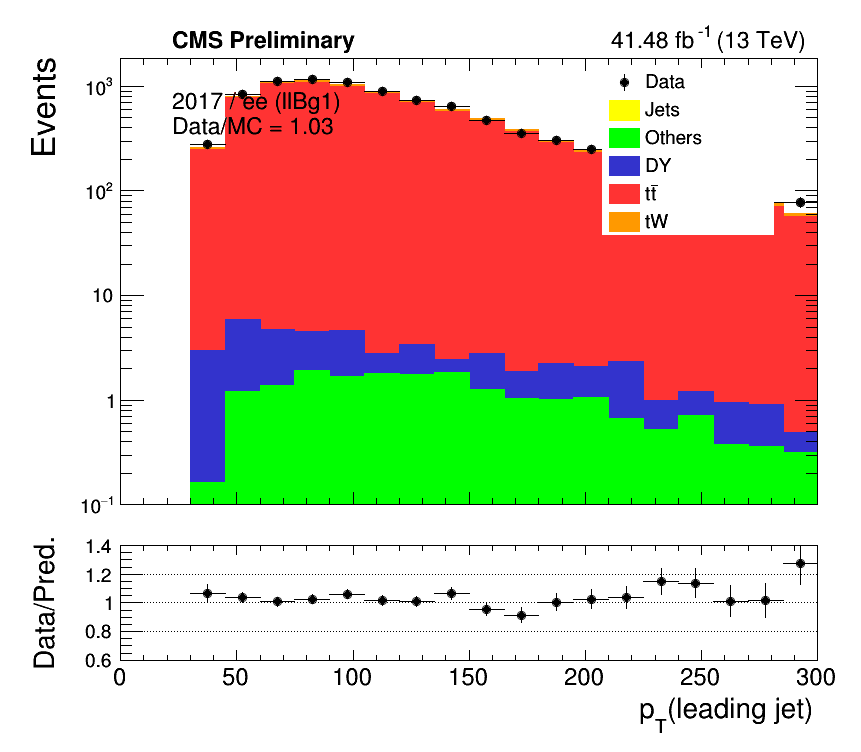 CMS Preliminary
41.48 fb⁻¹ (13 TeV)
Events
10³
10²
10
1
10⁻¹
2017 / ee (llBg1)
Data/MC = 1.03
Data
Jets
Others
DY
tt̄
tW
Data/Pred.
1.4
1.2
1
0.8
0.6
0
50
100
150
200
250
300
p_T(leading jet)